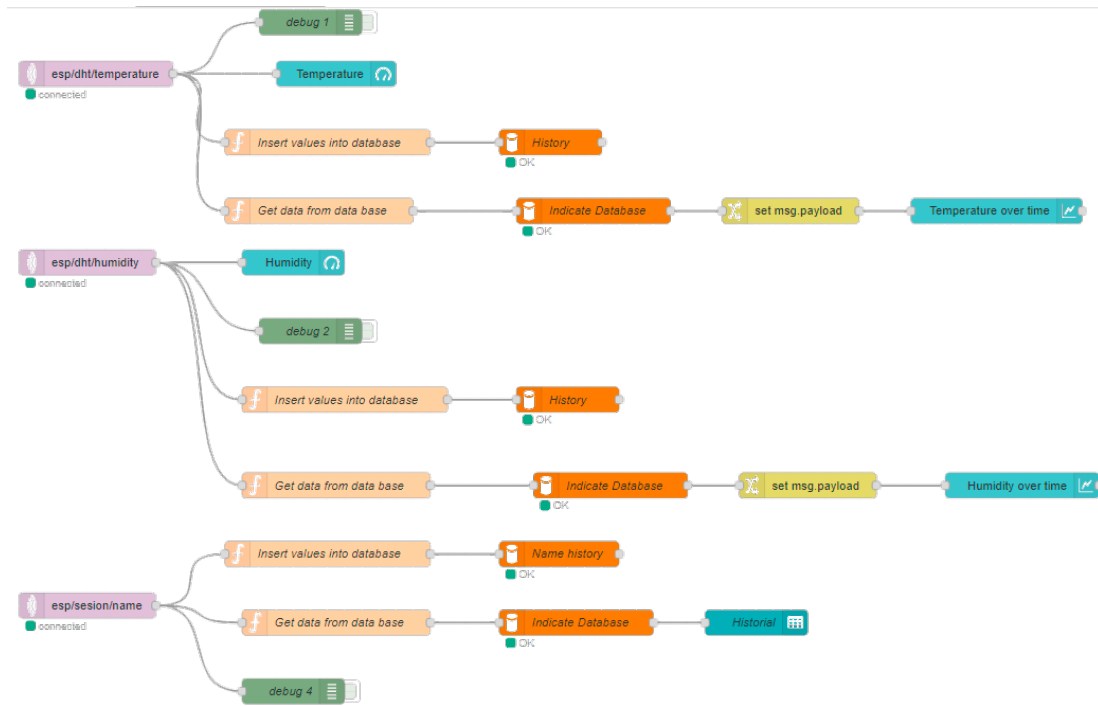 debug 1
esp/dht/temperature
Temperature
connected
Insert values into database
History
OK
Get data from data base
Indicate Database
set msg.payload
Temperature over time
OK
esp/dht/humidity
Humidity
connected
debug 2
Insert values into database
History
OK
Get data from data base
Indicate Database
set msg.payload
Humidity over time
OK
Insert values into database
Name history
OK
esp/sesion/name
connected
Get data from data base
Indicate Database
Historial
OK
debug 4